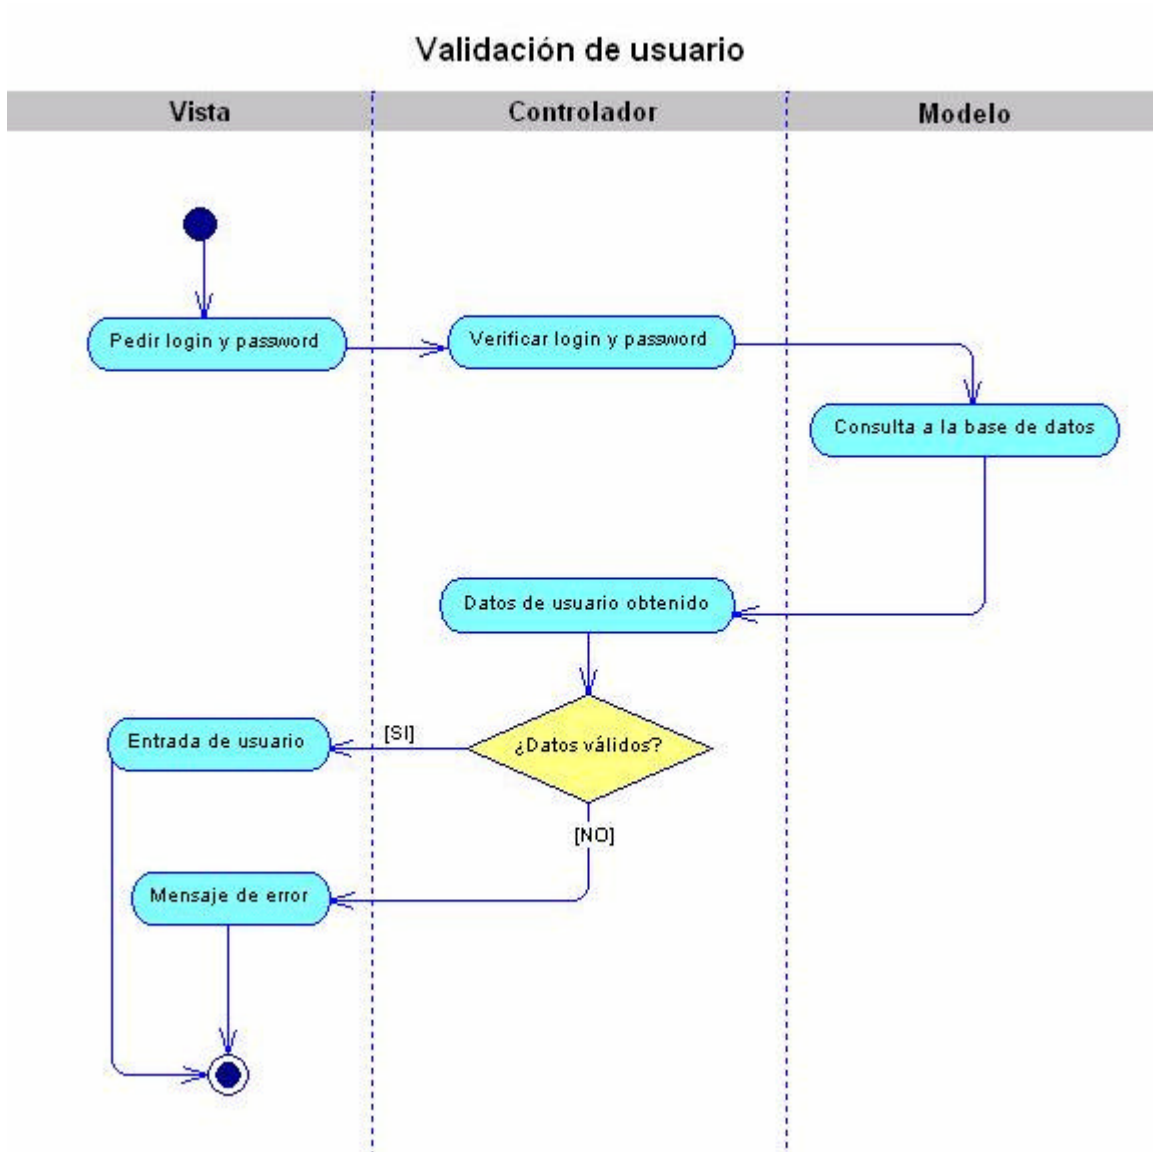 Validación de usuario
Vista
Controlador
Modelo
Pedir login y password
Verificar login y password
Consulta a la base de datos
Datos de usuario obtenido
¿Datos válidos?
[SI]
Entrada de usuario
[NO]
Mensaje de error